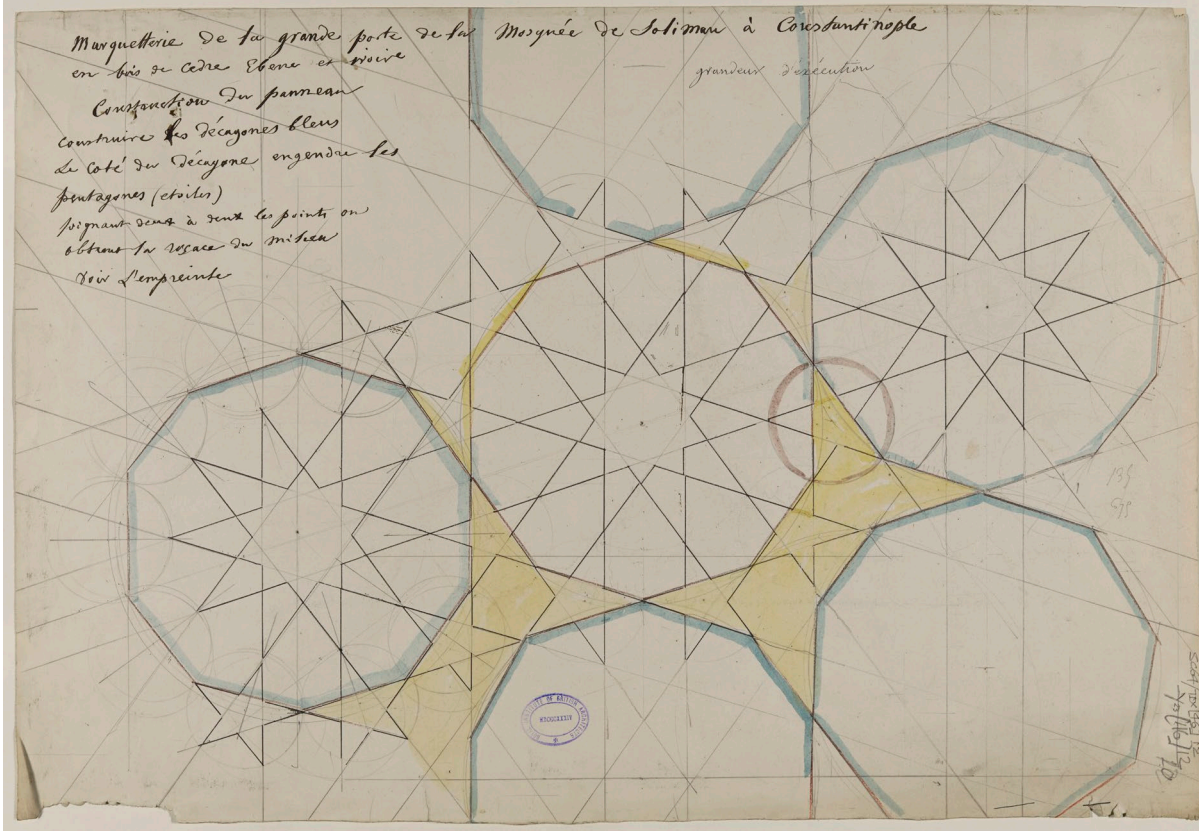 Marquetterie de la grande porte de la Mosquée de Soliman à Constantinople
en bois de Cèdre Ebene et ivoire
grandeur d'exécution
Construction du panneau
construire les décagones bleus
Le coté du Décagone engendre les
pentagones (etoiles)
joignant deux à deux les points on
obtient la rosace du milieu
Voir L'empreinte